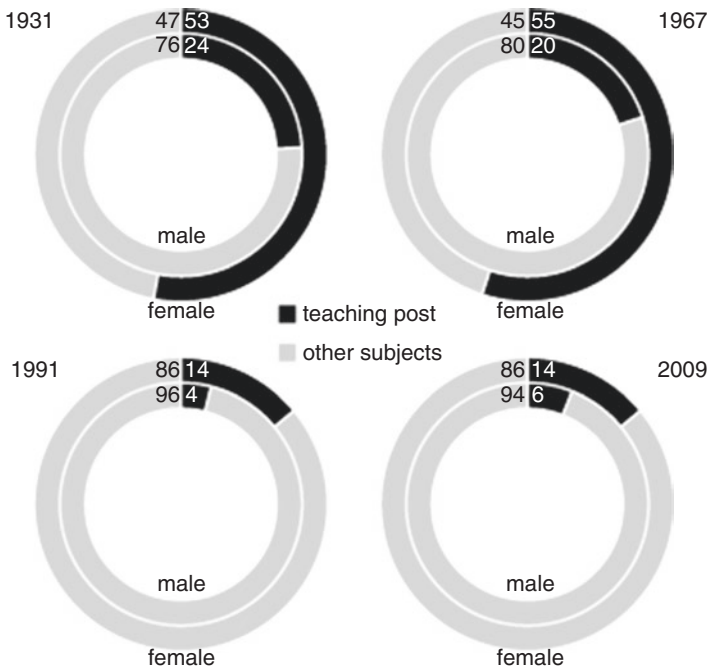 1931
47 53
76 24
male
female
45 55
80 20
1967
male
female
teaching post
other subjects
1991
86 14
96 4
male
female
86 14
94 6
2009
male
female